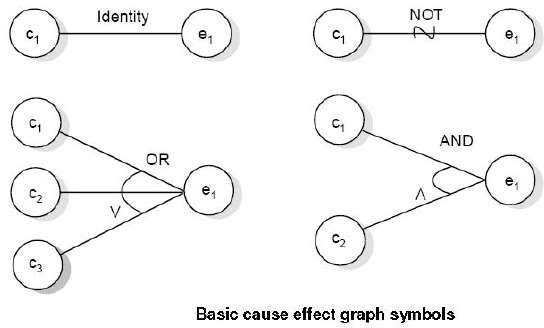 Identity
c1 e1
NOT
c1 e1
c1
OR
c2 e1
V
c3
c1
AND
e1
Λ
c2
Basic cause effect graph symbols